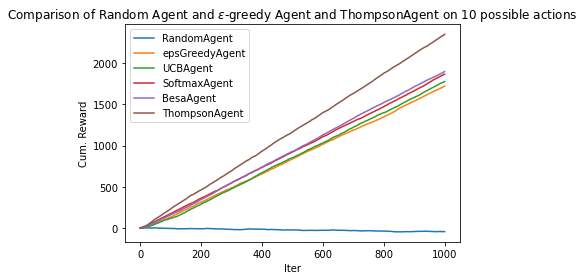 Comparison of Random Agent and ε-greedy Agent and ThompsonAgent on 10 possible actions
RandomAgent
epsGreedyAgent
UCBAgent
SoftmaxAgent
BesaAgent
ThompsonAgent
Cum. Reward
2000
1500
1000
500
0
0 200 400 600 800 1000
Iter